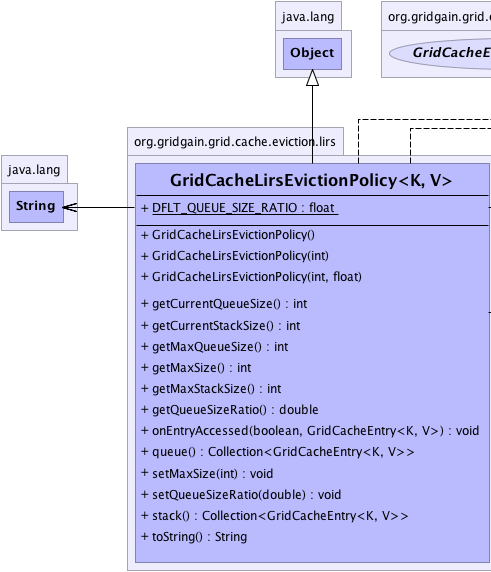 java.lang
org.gridgain.grid.c
Object
GridCacheE
org.gridgain.grid.cache.eviction.lirs
java.lang
String
GridCacheLirsEvictionPolicy<K, V>
+ DFLT_QUEUE_SIZE_RATIO : float
+ GridCacheLirsEvictionPolicy()
+ GridCacheLirsEvictionPolicy(int)
+ GridCacheLirsEvictionPolicy(int, float)
+ getCurrentQueueSize() : int
+ getCurrentStackSize() : int
+ getMaxQueueSize() : int
+ getMaxSize() : int
+ getMaxStackSize() : int
+ getQueueSizeRatio() : double
+ onEntryAccessed(boolean, GridCacheEntry<K, V>) : void
+ queue() : Collection<GridCacheEntry<K, V>>
+ setMaxSize(int) : void
+ setQueueSizeRatio(double) : void
+ stack() : Collection<GridCacheEntry<K, V>>
+ toString() : String